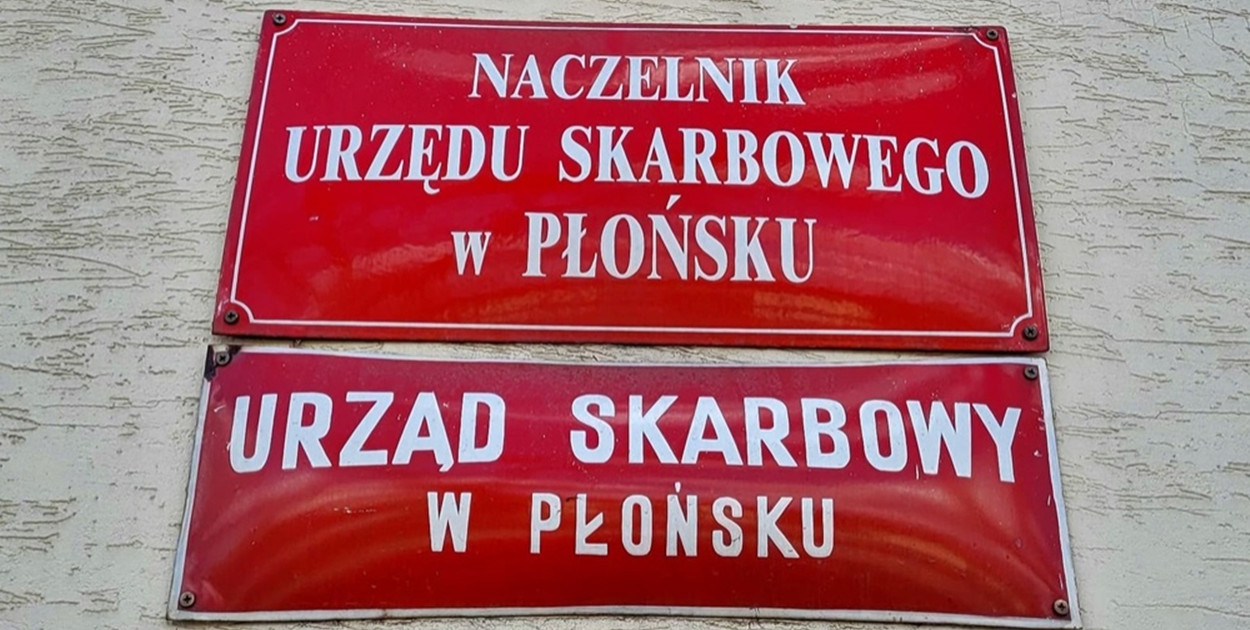 NACZELNIK
URZĘDU SKARBOWEGO
w PŁOŃSKU
URZĄD SKARBOWY
W PŁOŃSKU